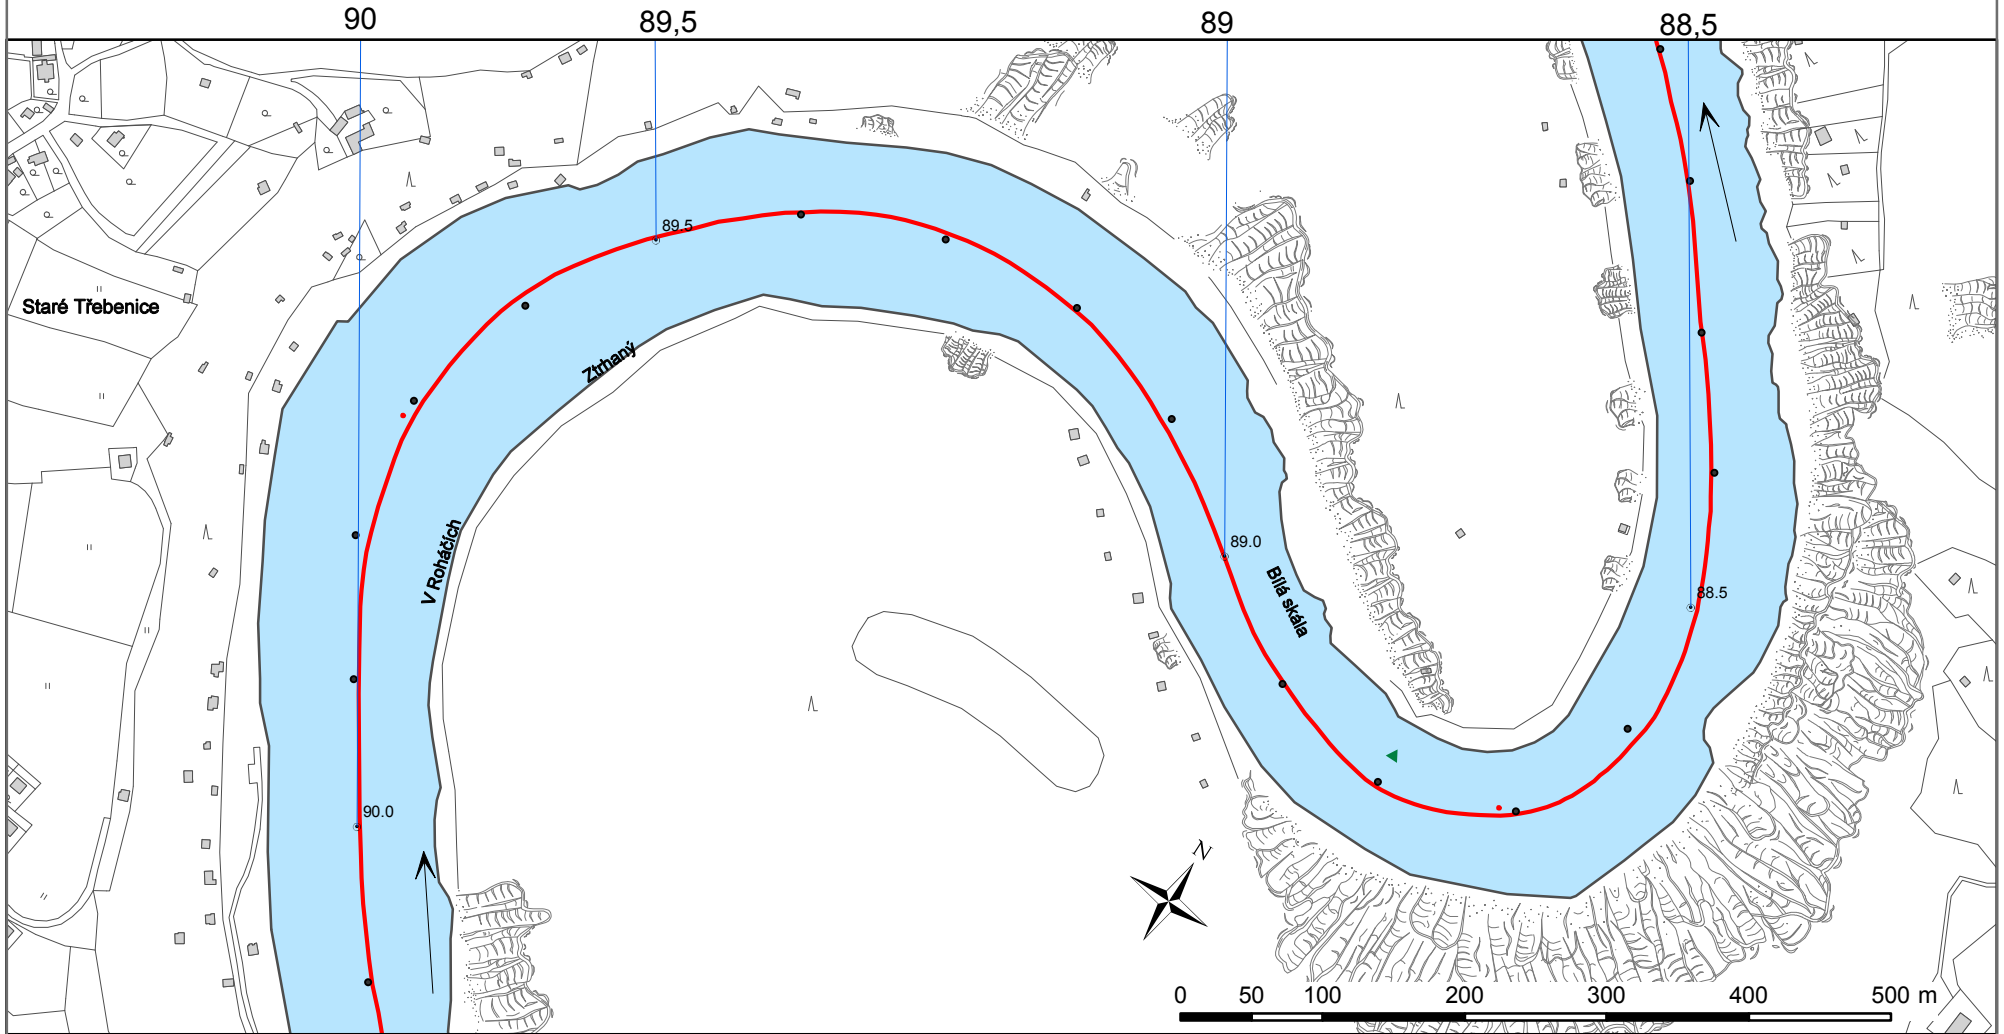 90 89,5 89 88,5
89.5
Staré Třebenice
Ztrhaný
V Roháčích
89.0
Bílá skála
88.5
90.0
N
0 50 100 200 300 400 500 m